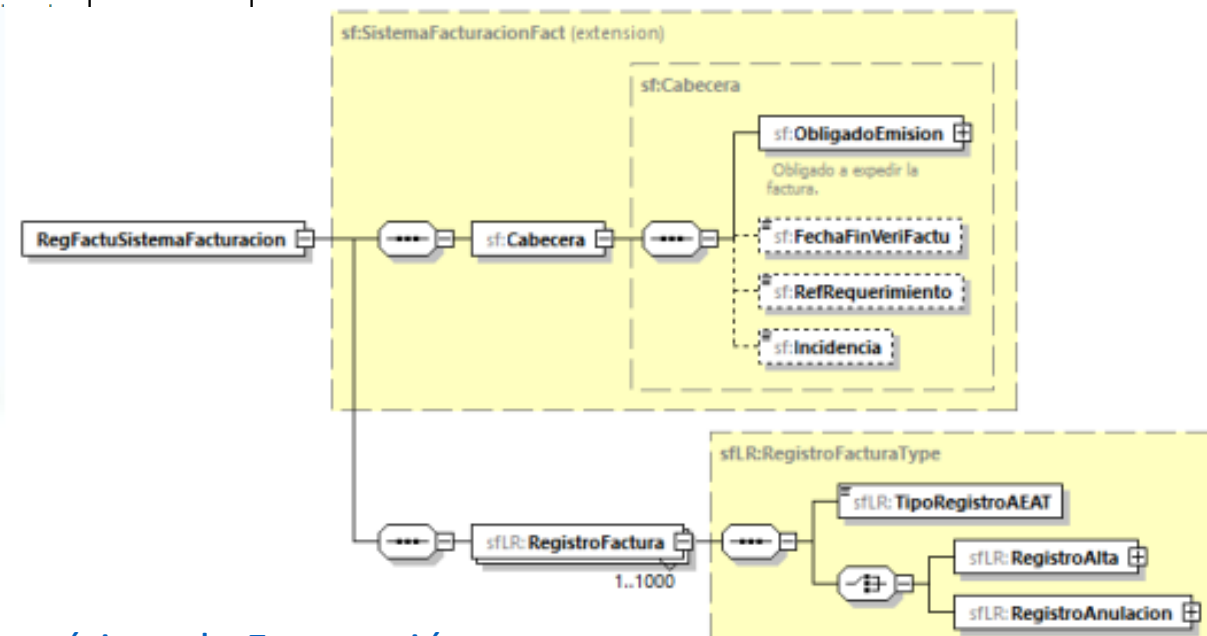 sf:SistemaFacturacionFact (extension)
sf:Cabecera
sf:ObligadoEmision
Obligado a expedir la
factura.
sf:FechaFinVeriFactu
RegFactuSistemaFacturacion
sf:Cabecera
sf:RefRequerimiento
sf:Incidencia
sfLR:RegistroFacturaType
sfLR:TipoRegistroAEAT
sfLR:RegistroFactura
1..1000
sfLR:RegistroAlta
sfLR:RegistroAnulacion